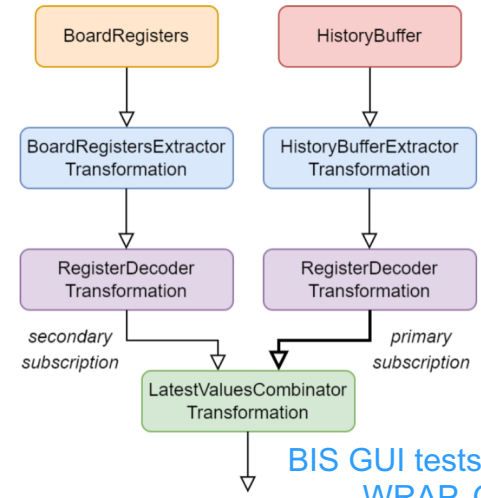 BoardRegisters
HistoryBuffer
BoardRegistersExtractor
Transformation
HistoryBufferExtractor
Transformation
RegisterDecoder
Transformation
RegisterDecoder
Transformation
secondary
subscription
primary
subscription
LatestValuesCombinator
Transformation
BIS GUI tests